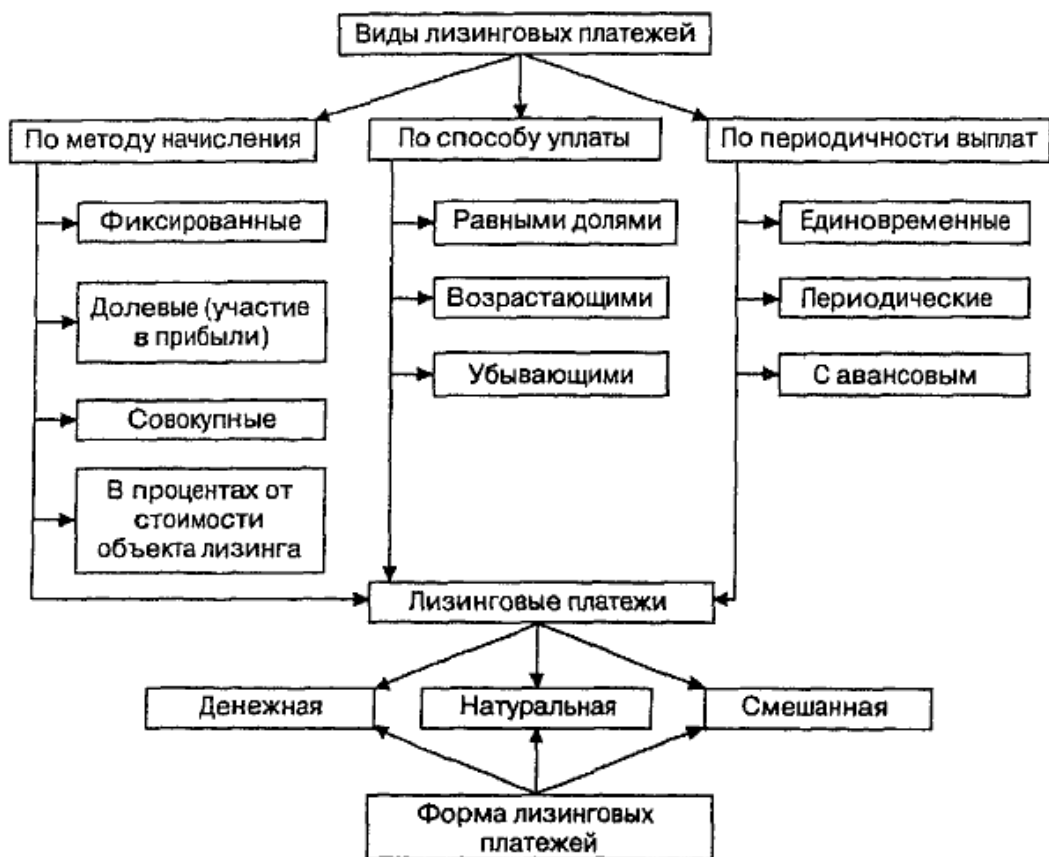 Виды лизинговых платежей
По методу начисления
По способу уплаты
По периодичности выплат
Фиксированные
Равными долями
Единовременные
Долевые (участие
в прибыли)
Возрастающими
Периодические
Убывающими
С авансовым
Совокупные
В процентах от
стоимости
объекта лизинга
Лизинговые платежи
Денежная
Натуральная
Смешанная
Форма лизинговых
платежей